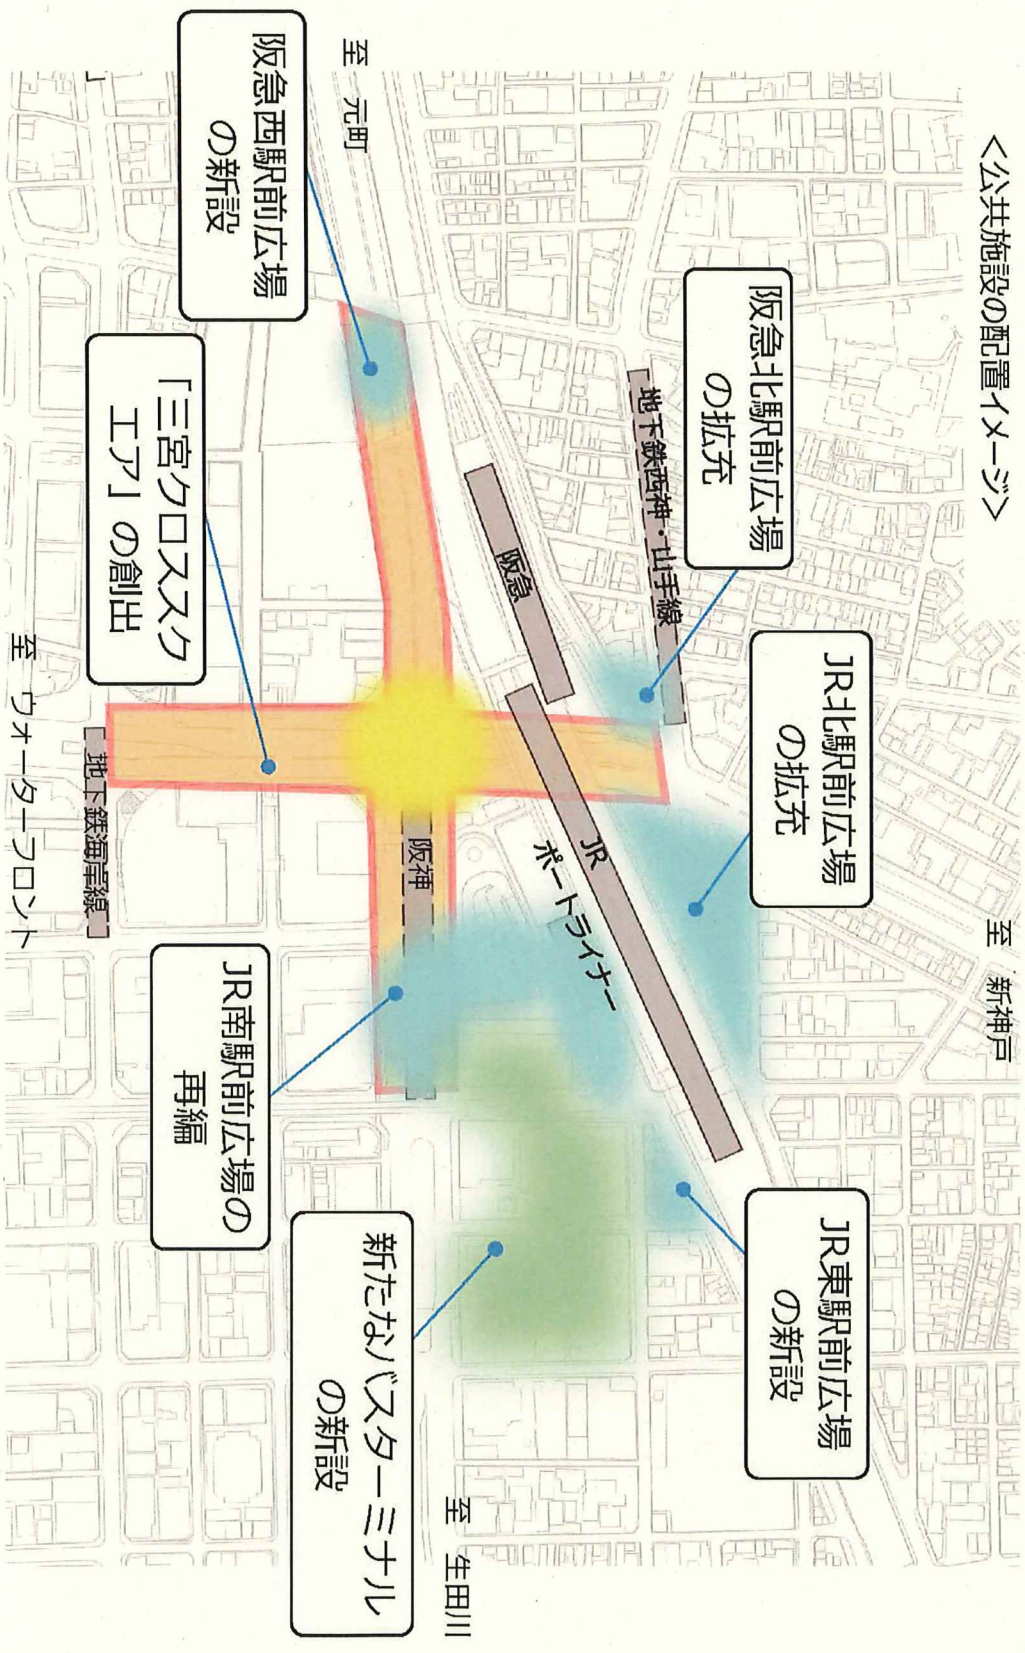 ＜公共施設の配置イメージ＞
至 新神戸
JR北駅前広場
の拡充
JR東駅前広場
の新設
阪急北駅前広場
の拡充
地下鉄西神・山手線
至 元町
阪急
JR
ポートライナー
阪急西駅前広場
の新設
阪神
至 生田川
「三宮クロススク
エア」の創出
JR南駅前広場の
再編
新たなバスターミナル
の新設
地下鉄海岸線
至 ウォーターフロント